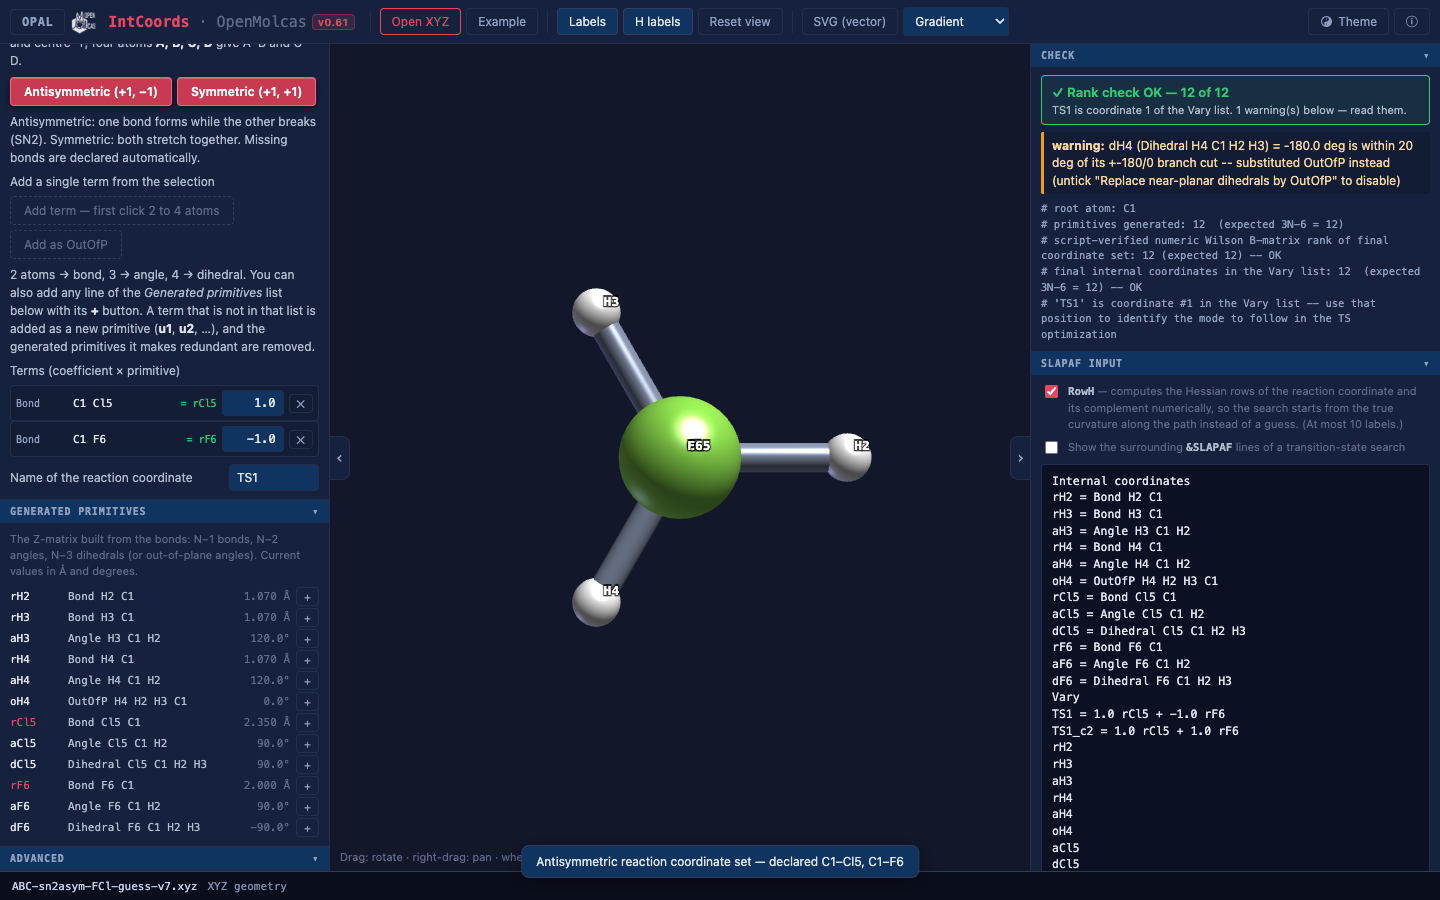 OPAL
OPEN MOLCAS
IntCoords · OpenMolcas v0.61
Open XYZ
Example
Labels
H labels
Reset view
SVG (vector)
Gradient
Theme
ⓘ
and centre −1; four atoms A, B, C, D give A–B and C–
D.
Antisymmetric (+1, −1)
Symmetric (+1, +1)
Antisymmetric: one bond forms while the other breaks
(SN2). Symmetric: both stretch together. Missing
bonds are declared automatically.
Add a single term from the selection
Add term — first click 2 to 4 atoms
Add as OutOfP
2 atoms → bond, 3 → angle, 4 → dihedral. You can
also add any line of the Generated primitives list
below with its + button. A term that is not in that list is
added as a new primitive (u1, u2, …), and the
generated primitives it makes redundant are removed.
Terms (coefficient × primitive)
Bond C1 Cl5 = rCl5 1.0 ×
Bond C1 F6 = rF6 −1.0 ×
Name of the reaction coordinate TS1
GENERATED PRIMITIVES ▾
The Z-matrix built from the bonds: N−1 bonds, N−2
angles, N−3 dihedrals (or out-of-plane angles). Current
values in Å and degrees.
rH2 Bond H2 C1 1.070 Å +
rH3 Bond H3 C1 1.070 Å +
aH3 Angle H3 C1 H2 120.0° +
rH4 Bond H4 C1 1.070 Å +
aH4 Angle H4 C1 H2 120.0° +
oH4 OutOfP H4 H2 H3 C1 0.0° +
rCl5 Bond Cl5 C1 2.350 Å +
aCl5 Angle Cl5 C1 H2 90.0° +
dCl5 Dihedral Cl5 C1 H2 H3 90.0° +
rF6 Bond F6 C1 2.000 Å +
aF6 Angle F6 C1 H2 90.0° +
dF6 Dihedral F6 C1 H2 H3 −90.0° +
ADVANCED ▾
H3
H2
H4
‹
›
Drag: rotate · right-drag: pan · whe
Antisymmetric reaction coordinate set — declared C1–Cl5, C1–F6
CHECK ▾
✓ Rank check OK — 12 of 12
TS1 is coordinate 1 of the Vary list. 1 warning(s) below — read them.
warning: dH4 (Dihedral H4 C1 H2 H3) = -180.0 deg is within 20
deg of its +-180/0 branch cut -- substituted OutOfP instead
(untick "Replace near-planar dihedrals by OutOfP" to disable)
# root atom: C1
# primitives generated: 12 (expected 3N−6 = 12)
# script-verified numeric Wilson B-matrix rank of final
coordinate set: 12 (expected 12) −− OK
# final internal coordinates in the Vary list: 12 (expected
3N−6 = 12) −− OK
# 'TS1' is coordinate #1 in the Vary list −− use that
position to identify the mode to follow in the TS
optimization
SLAPAF INPUT ▾
RowH — computes the Hessian rows of the reaction coordinate and
its complement numerically, so the search starts from the true
curvature along the path instead of a guess. (At most 10 labels.)
Show the surrounding &SLAPAF lines of a transition-state search
Internal coordinates
rH2 = Bond H2 C1
rH3 = Bond H3 C1
aH3 = Angle H3 C1 H2
rH4 = Bond H4 C1
aH4 = Angle H4 C1 H2
oH4 = OutOfP H4 H2 H3 C1
rCl5 = Bond Cl5 C1
aCl5 = Angle Cl5 C1 H2
dCl5 = Dihedral Cl5 C1 H2 H3
rF6 = Bond F6 C1
aF6 = Angle F6 C1 H2
dF6 = Dihedral F6 C1 H2 H3
Vary
TS1 = 1.0 rCl5 + −1.0 rF6
TS1_c2 = 1.0 rCl5 + 1.0 rF6
rH2
rH3
aH3
rH4
aH4
oH4
aCl5
dCl5
ABC-sn2asym-FCl-guess-v7.xyz XYZ geometry